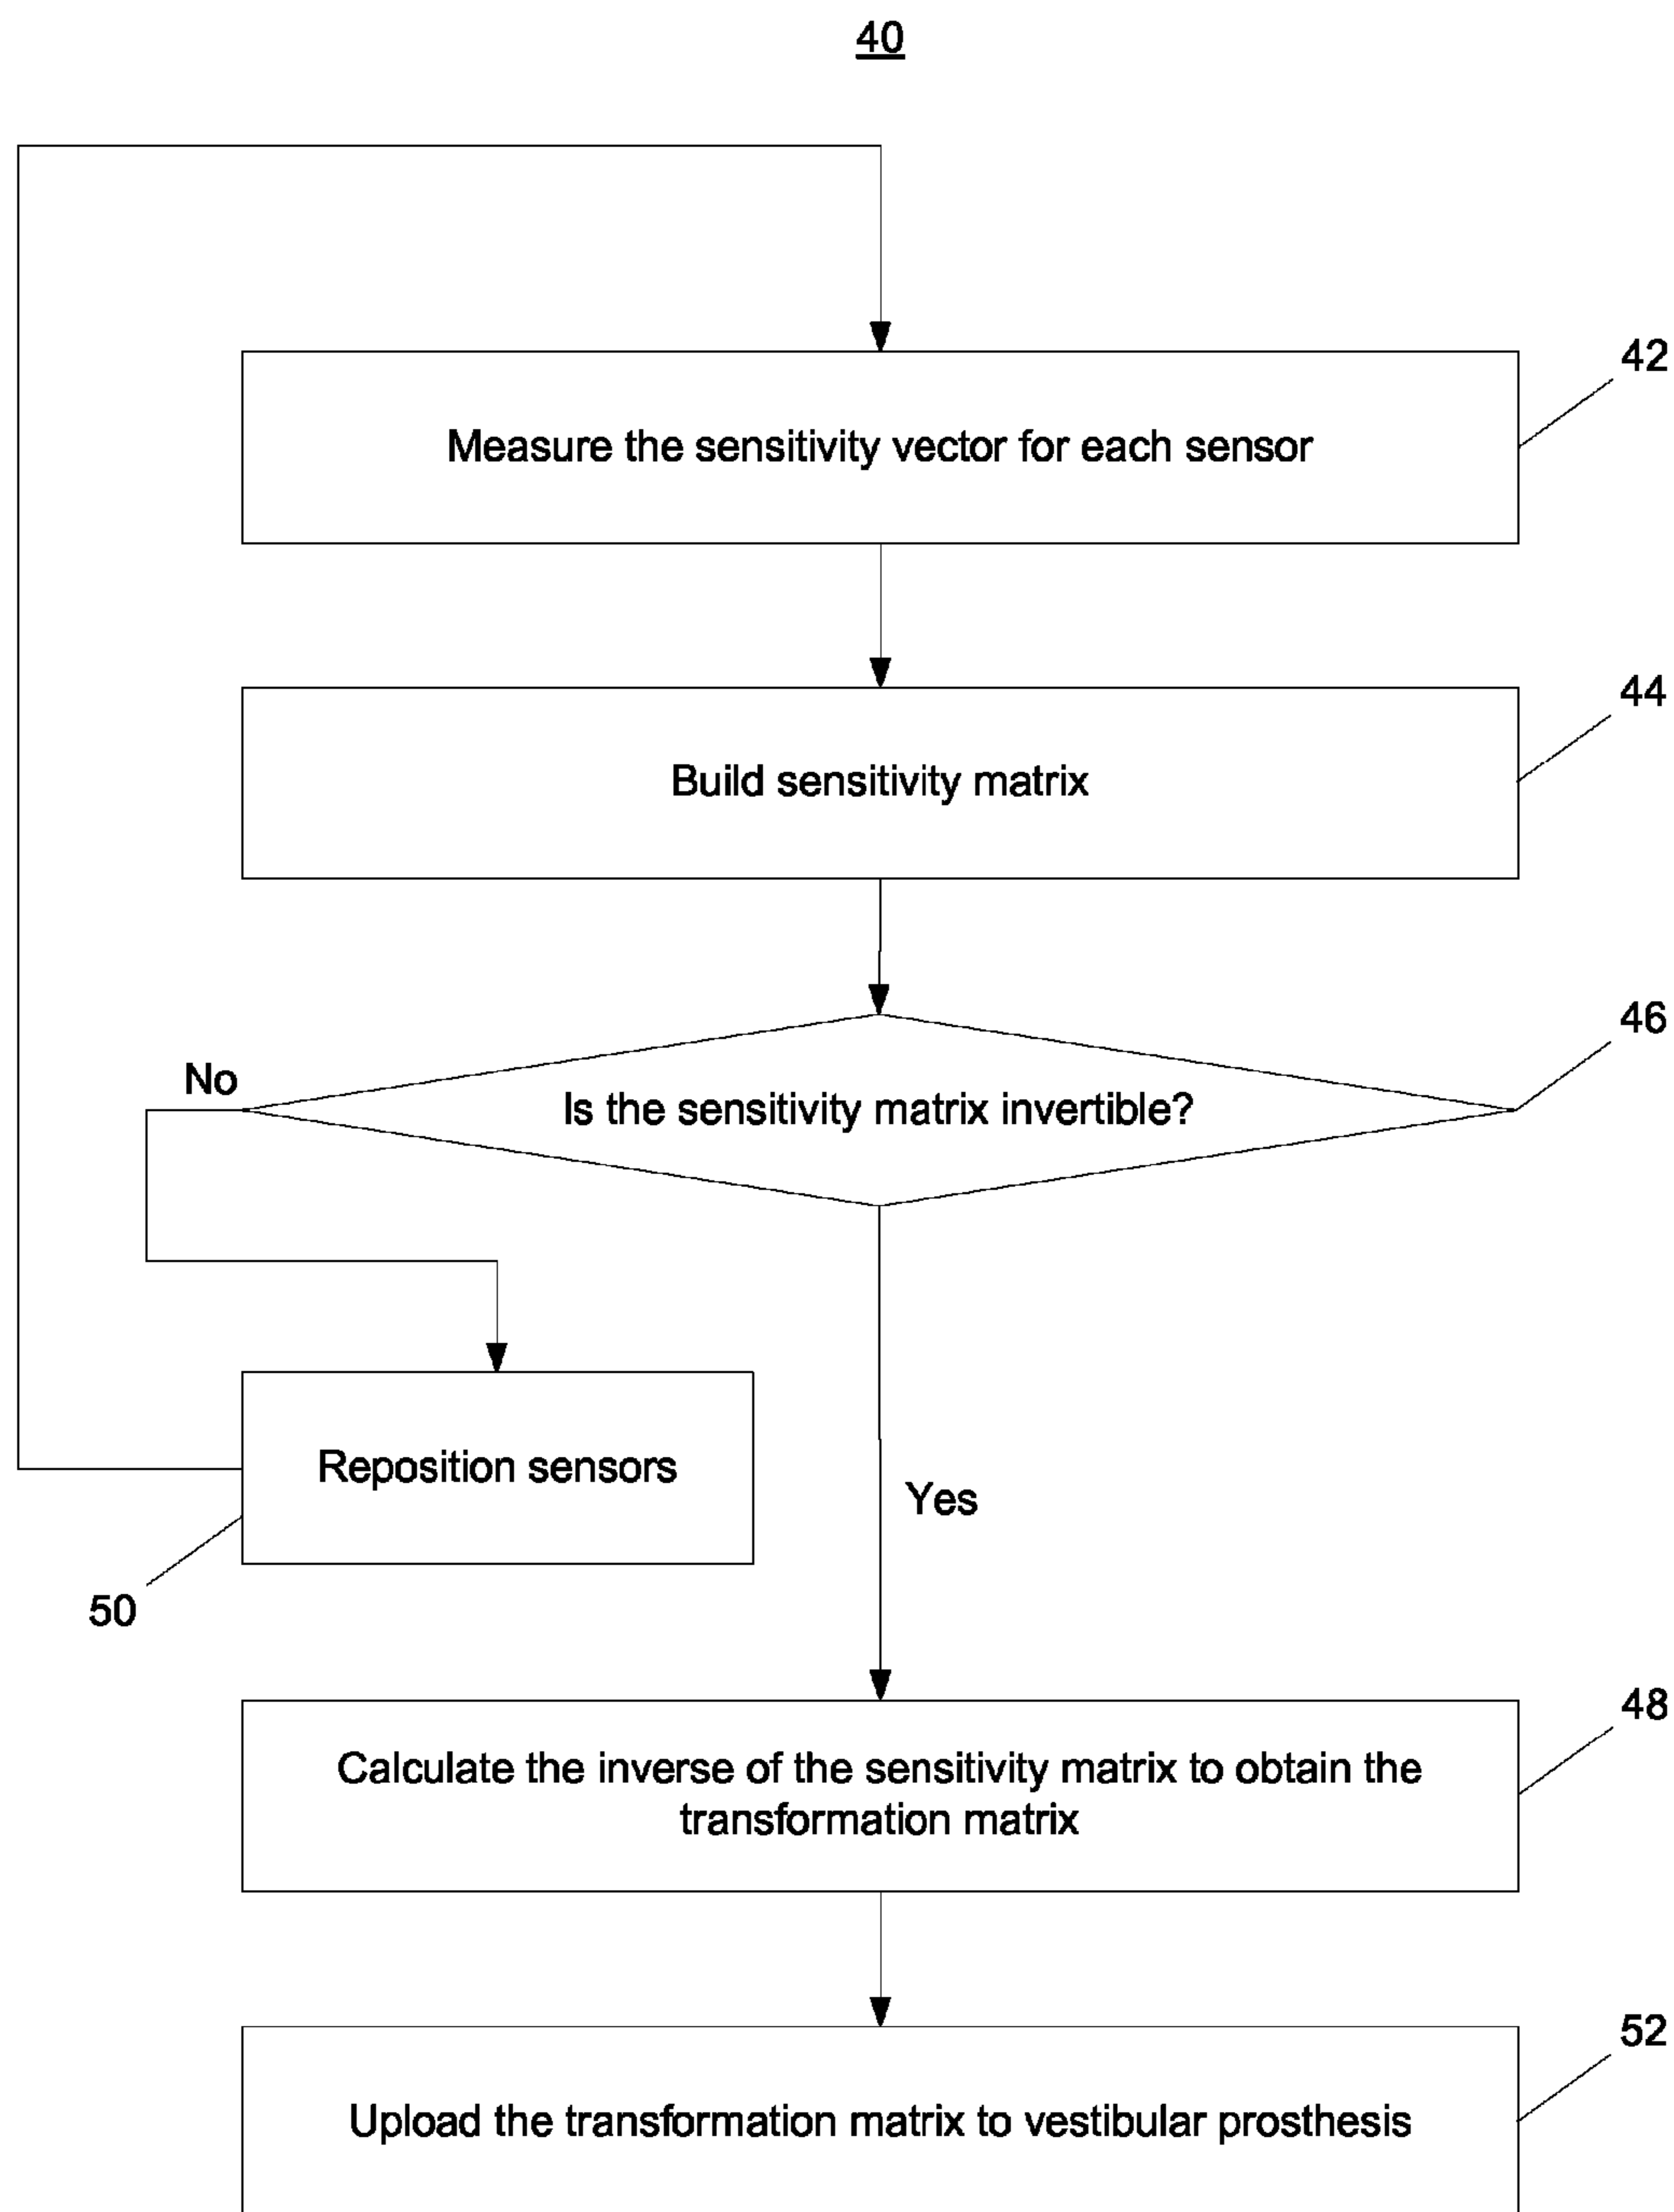 40
Measure the sensitivity vector for each sensor
42
Build sensitivity matrix
44
Is the sensitivity matrix invertible?
46
No
Reposition sensors
50
Yes
Calculate the inverse of the sensitivity matrix to obtain the
transformation matrix
48
Upload the transformation matrix to vestibular prosthesis
52